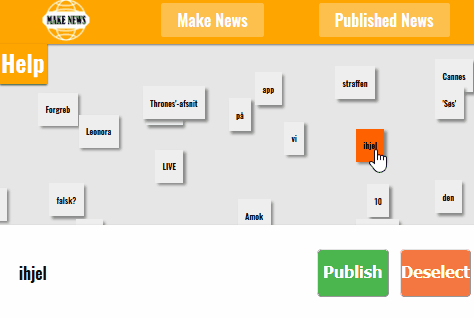 MAKE NEWS
Make News
Published News
Help
Cannes
straffen
app
Thrones'-afsnit
'Søs'
Forgreb
på
Leonora
vi
ihjel
LIVE
falsk?
10
den
Amok
ihjel
Publish
Deselect